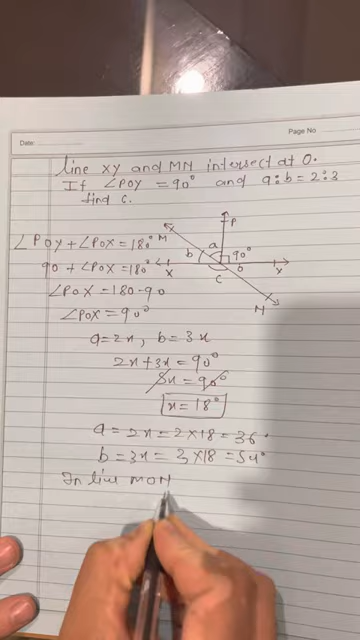 Date:
Page No
line XY and MN intersect at O.
If ∠POY = 90° and a:b = 2:3
find c.
∠POY + ∠POX = 180°
90 + ∠POX = 180°
∠POX = 180 - 90
∠POX = 90°
P
M
a
b
90°
X
O
x
c
N
a = 2x, b = 3x
2x + 3x = 90°
5x = 90°
x = 18°
a = 2x = 2 × 18 = 36°
b = 3x = 3 × 18 = 54°
In line MON